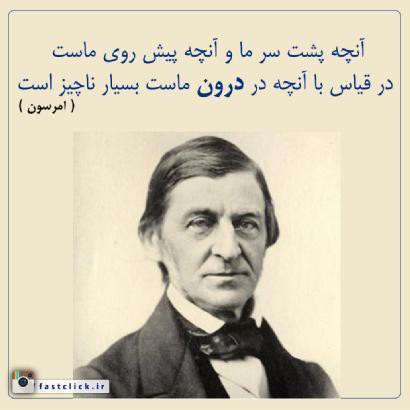 آنچه پشت سر ما و آنچه پیش روی ماست
در قیاس با آنچه در درون ماست بسیار ناچیز است
( امرسون )
fastclick.ir